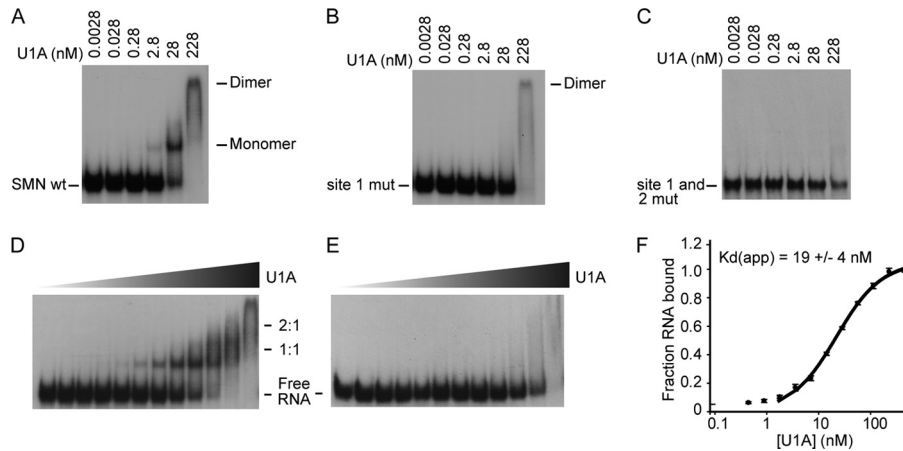 A
U1A (nM)
0.0028
0.028
0.28
2.8
28
228
Dimer
Monomer
SMN wt
B
U1A (nM)
0.0028
0.028
0.28
2.8
28
228
Dimer
site 1 mut
C
U1A (nM)
0.0028
0.028
0.28
2.8
28
228
site 1 and
2 mut
D
U1A
2:1
1:1
Free
RNA
E
U1A
F
Kd(app) = 19 +/- 4 nM
Fraction RNA bound
1.2
1.0
0.8
0.6
0.4
0.2
0
0.1
1
10
100
[U1A] (nM)